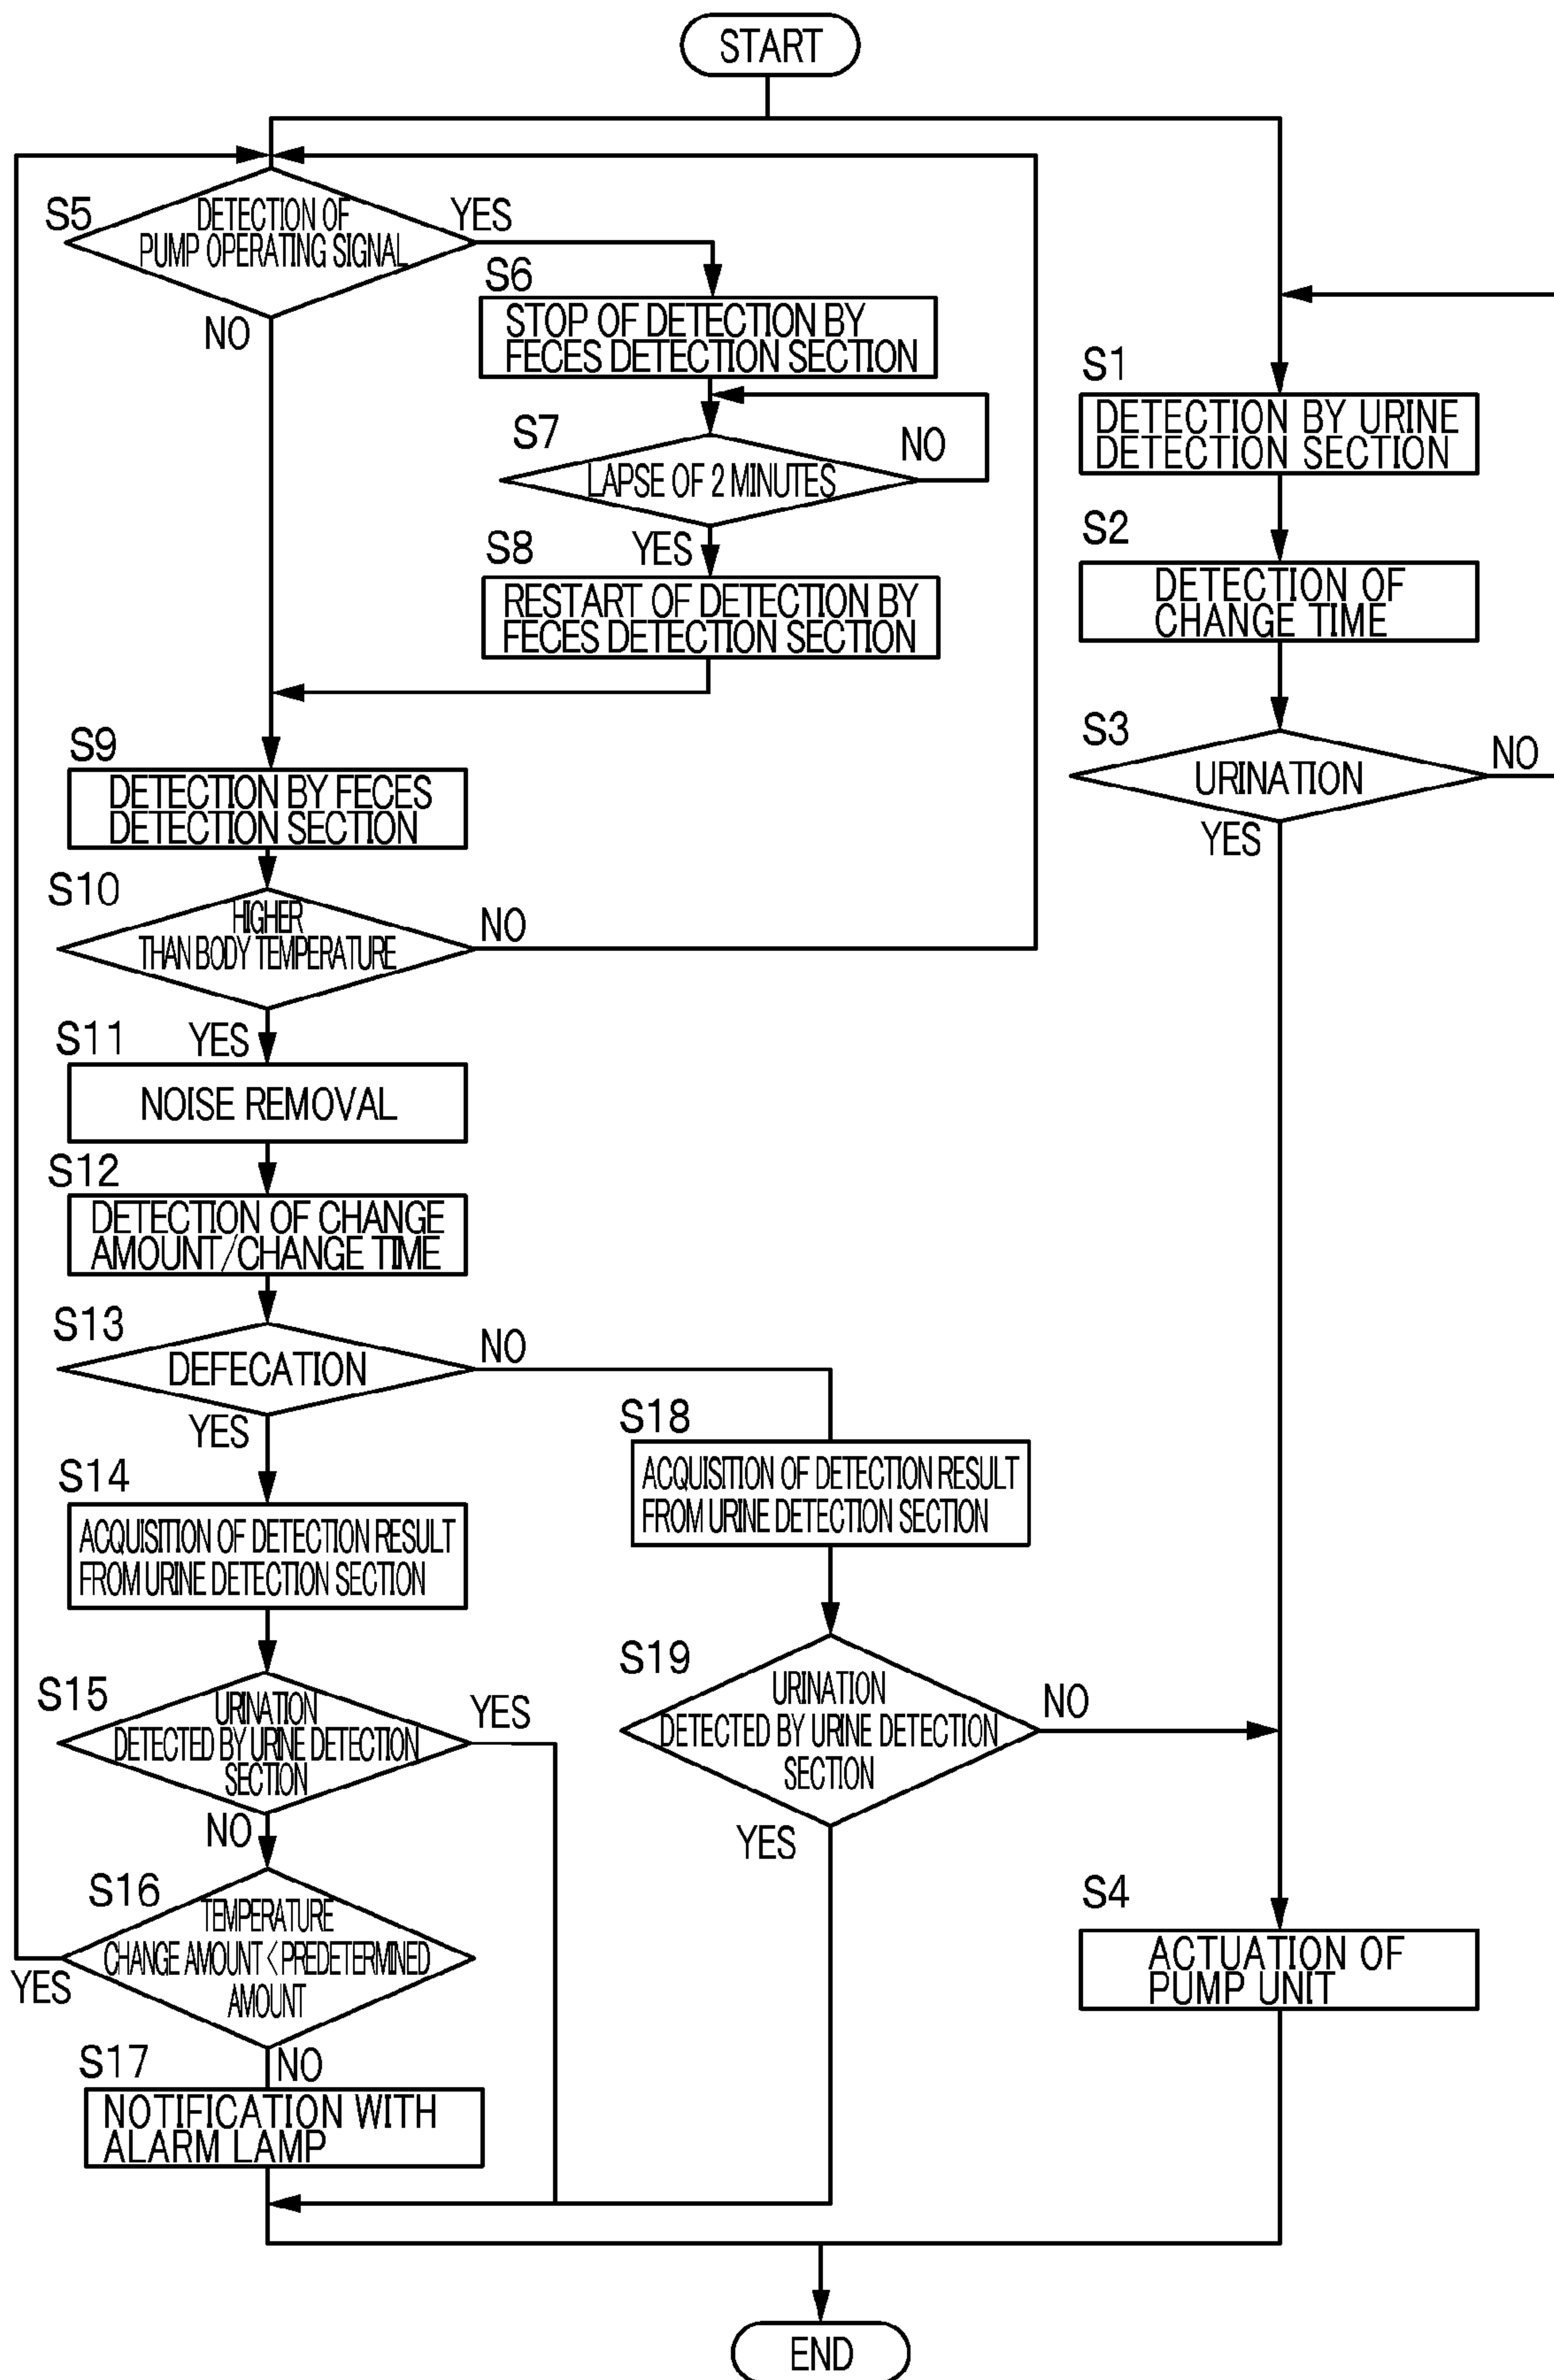 START
S5
DETECTION OF
PUMP OPERATING SIGNAL
YES
NO
S6
STOP OF DETECTION BY
FECES DETECTION SECTION
S7
LAPSE OF 2 MINUTES
NO
YES
S8
RESTART OF DETECTION BY
FECES DETECTION SECTION
S1
DETECTION BY URINE
DETECTION SECTION
S2
DETECTION OF
CHANGE TIME
S3
URINATION
NO
YES
S9
DETECTION BY FECES
DETECTION SECTION
S10
HIGHER
THAN BODY TEMPERATURE
NO
YES
S11
NOISE REMOVAL
S12
DETECTION OF CHANGE
AMOUNT/CHANGE TIME
S13
DEFECATION
NO
YES
S14
ACQUISITION OF DETECTION RESULT
FROM URINE DETECTION SECTION
S18
ACQUISITION OF DETECTION RESULT
FROM URINE DETECTION SECTION
S15
URINATION
DETECTED BY URINE DETECTION
SECTION
YES
NO
S19
URINATION
DETECTED BY URINE DETECTION
SECTION
NO
YES
S16
TEMPERATURE
CHANGE AMOUNT < PREDETERMINED
AMOUNT
YES
NO
S4
ACTUATION OF
PUMP UNIT
S17
NOTIFICATION WITH
ALARM LAMP
END